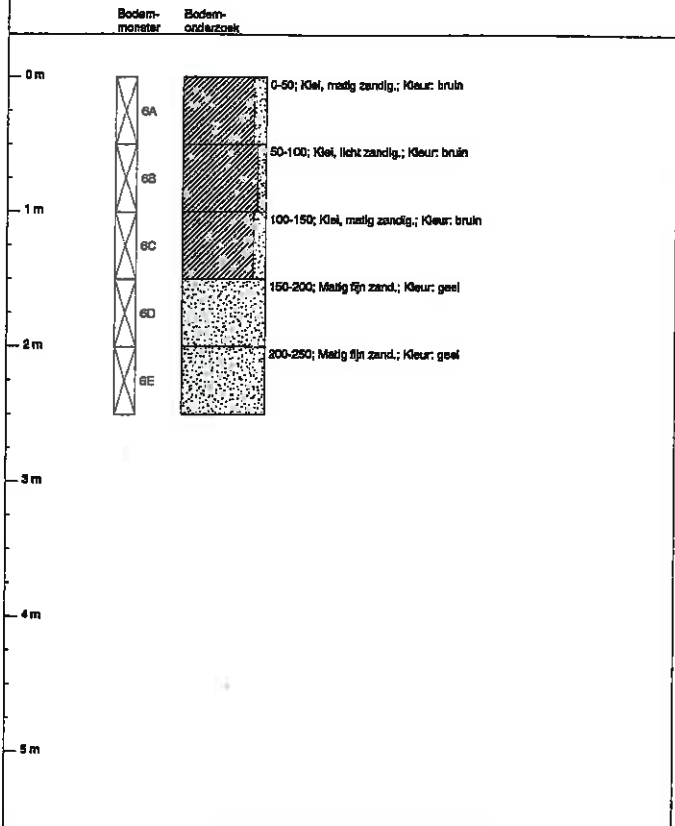 Bodem-
monster
Bodem-
onderzoek
0 m
0-50; Klei, matig zandig.; Kleur: bruin
6A
50-100; Klei, licht zandig.; Kleur: bruin
6B
1 m
100-150; Klei, matig zandig.; Kleur: bruin
6C
150-200; Matig fijn zand.; Kleur: geel
6D
2 m
200-250; Matig fijn zand.; Kleur: geel
6E
3 m
4 m
5 m